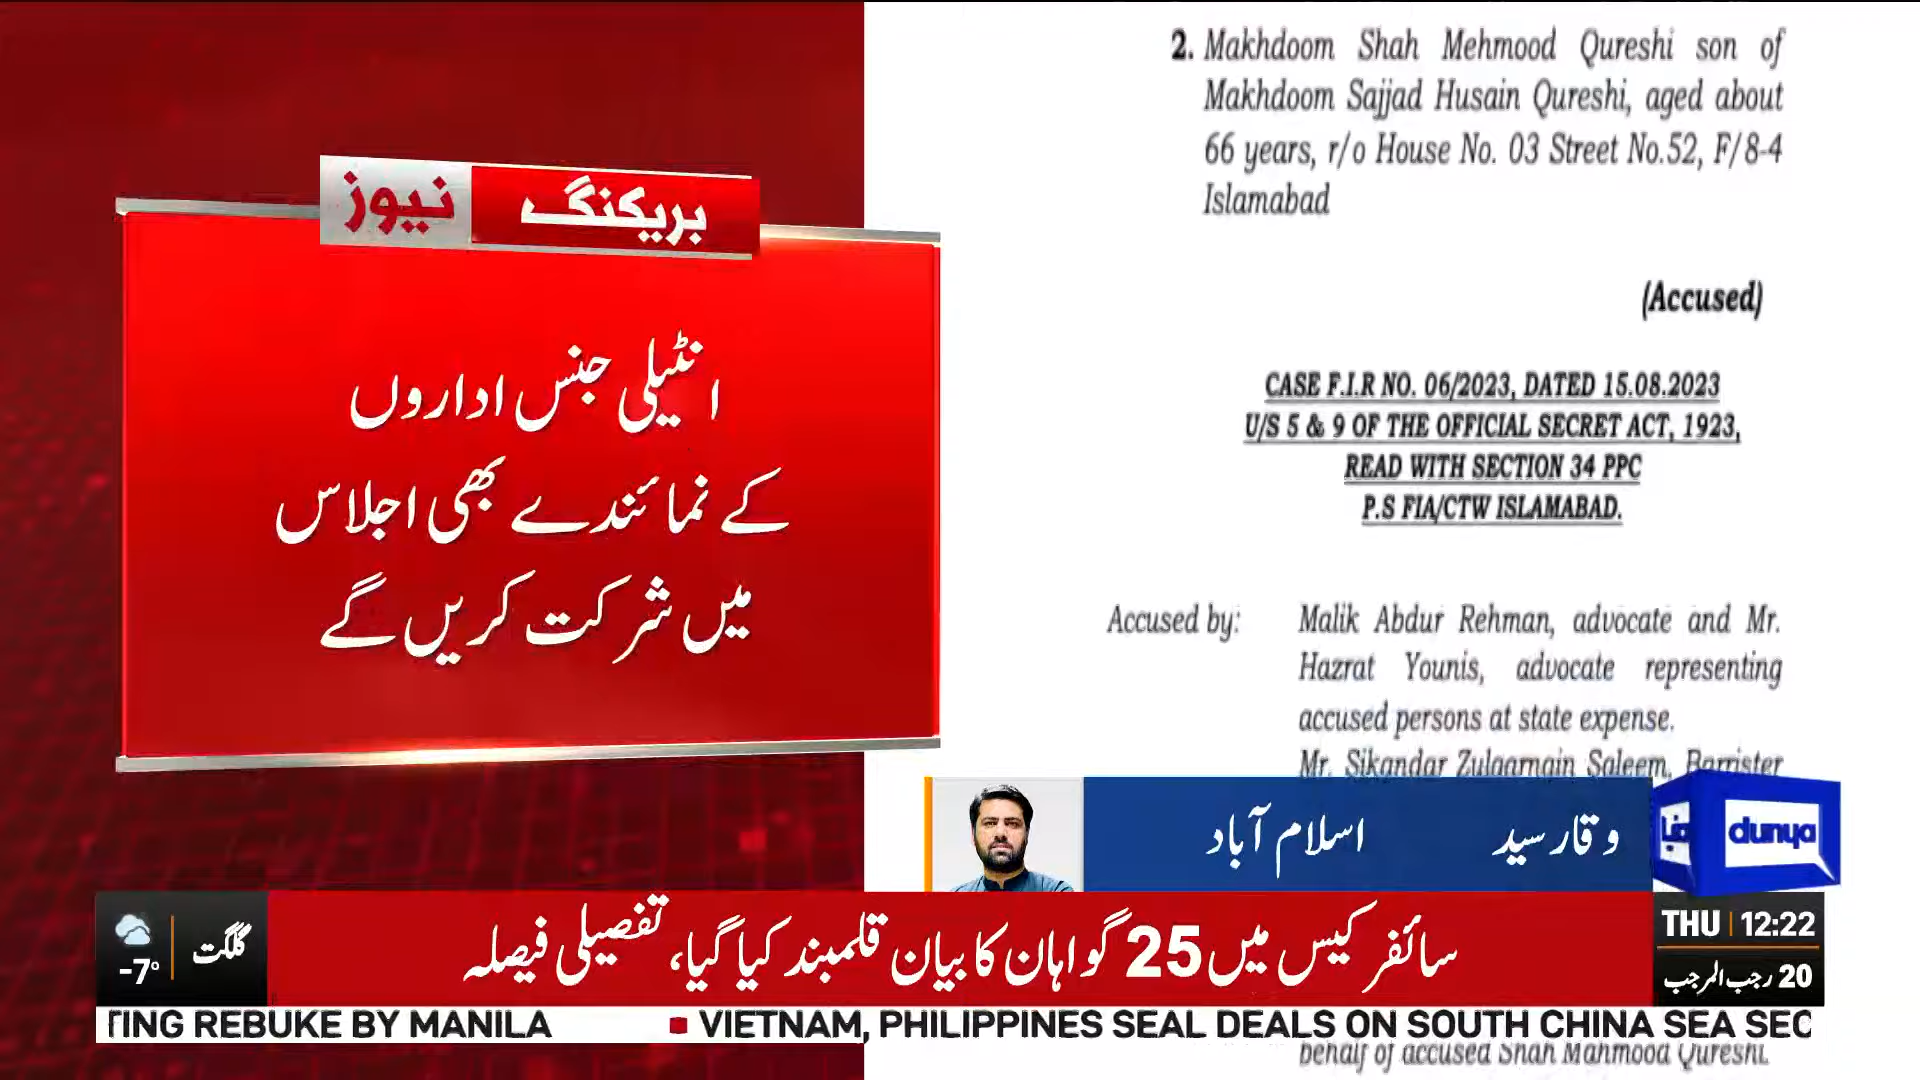 بریکنگ نیوز
انٹیلی جنس اداروں
کے نمائندے بھی اجلاس
میں شرکت کریں گے
2. Makhdoom Shah Mehmood Qureshi son of
Makhdoom Sajjad Husain Qureshi, aged about
66 years, r/o House No. 03 Street No.52, F/8-4
Islamabad
(Accused)
CASE F.I.R NO. 06/2023, DATED 15.08.2023
U/S 5 & 9 OF THE OFFICIAL SECRET ACT, 1923,
READ WITH SECTION 34 PPC
P.S FIA/CTW ISLAMABAD.
Accused by: Malik Abdur Rehman, advocate and Mr.
Hazrat Younis, advocate representing
accused persons at state expense.
Mr. Sikandar Zulqarnain Saleem, Barrister
وقار سید اسلام آباد
dunya
سائفر کیس میں 25 گواہان کا بیان قلمبند کیا گیا، تفصیلی فیصلہ
گلگت
-7°
THU 12:22
20 رجب المرجب
TING REBUKE BY MANILA ■ VIETNAM, PHILIPPINES SEAL DEALS ON SOUTH CHINA SEA SEC
behalf of accused Shah Mahmood Qureshi.